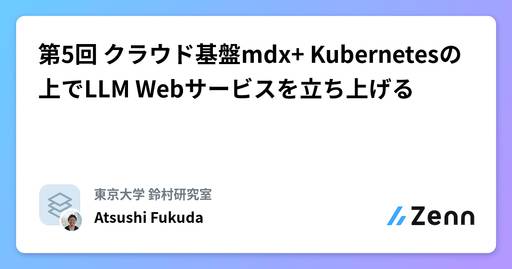 第5回 クラウド基盤mdx+ Kubernetesの
上でLLM Webサービスを立ち上げる
東京大学 鈴村研究室
Atsushi Fukuda
Zenn